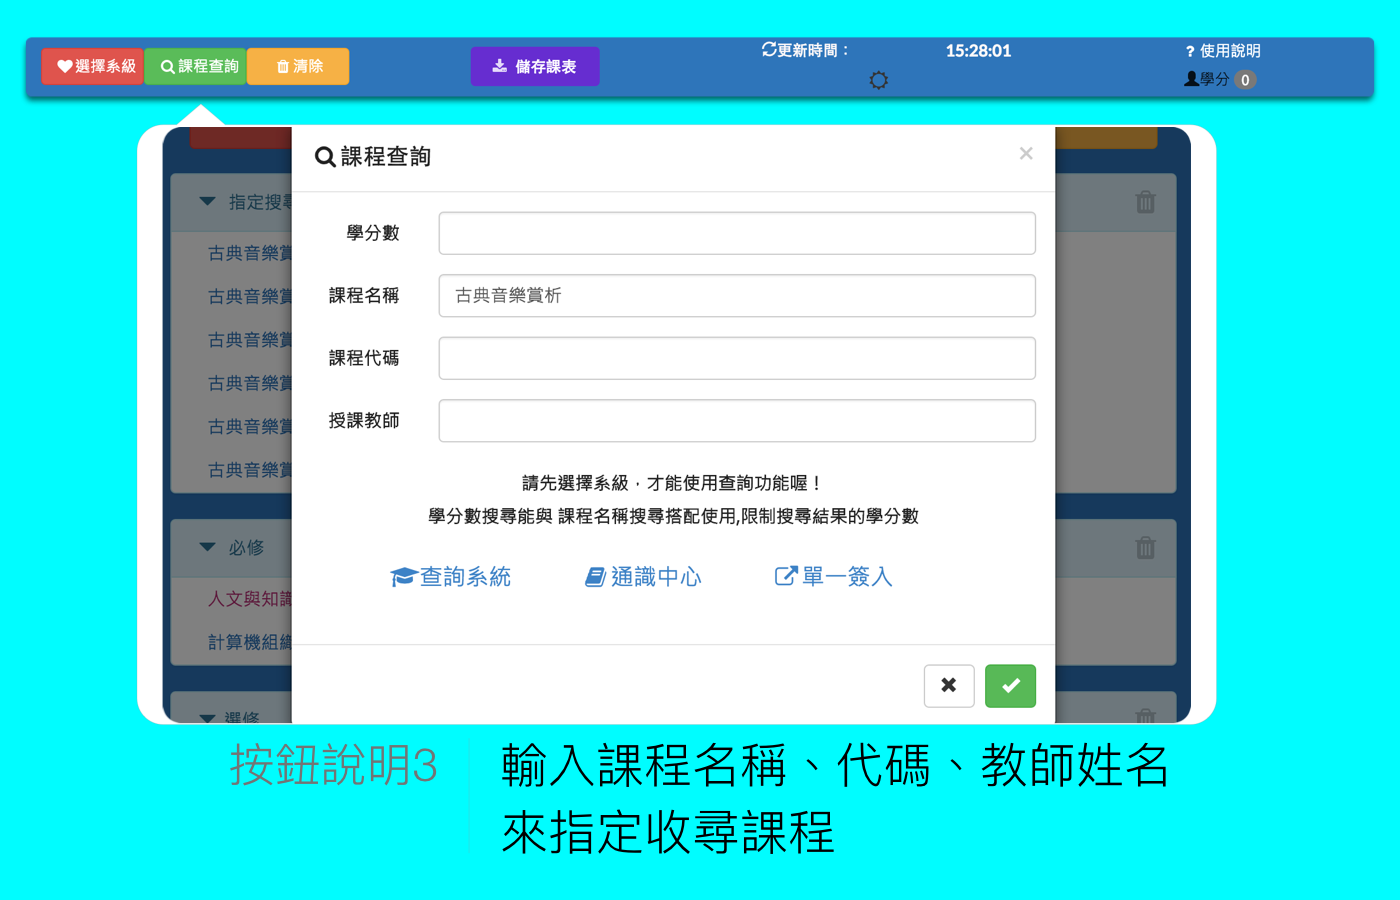 選擇系級 課程查詢 清除 儲存課表 更新時間： 15:28:01 ? 使用說明
學分 0
課程查詢 ×
指定搜尋
學分數
古典音樂賞
課程名稱 古典音樂賞析
古典音樂賞
古典音樂賞
課程代碼
古典音樂賞
授課教師
古典音樂賞
古典音樂賞
請先選擇系級，才能使用查詢功能喔！
學分數搜尋能與 課程名稱搜尋搭配使用,限制搜尋結果的學分數
必修
查詢系統 通識中心 單一簽入
人文與知識
計算機組織
選修
按鈕說明3
輸入課程名稱、代碼、教師姓名
來指定收尋課程